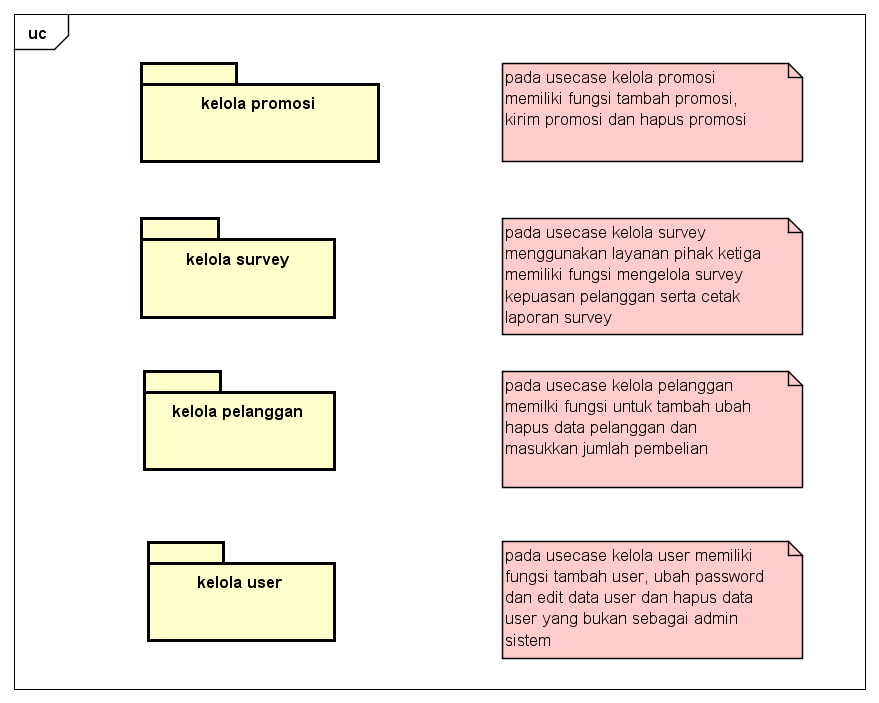 uc
kelola promosi
pada usecase kelola promosi
memiliki fungsi tambah promosi,
kirim promosi dan hapus promosi
kelola survey
pada usecase kelola survey
menggunakan layanan pihak ketiga
memiliki fungsi mengelola survey
kepuasan pelanggan serta cetak
laporan survey
kelola pelanggan
pada usecase kelola pelanggan
memilki fungsi untuk tambah ubah
hapus data pelanggan dan
masukkan jumlah pembelian
kelola user
pada usecase kelola user memiliki
fungsi tambah user, ubah password
dan edit data user dan hapus data
user yang bukan sebagai admin
sistem